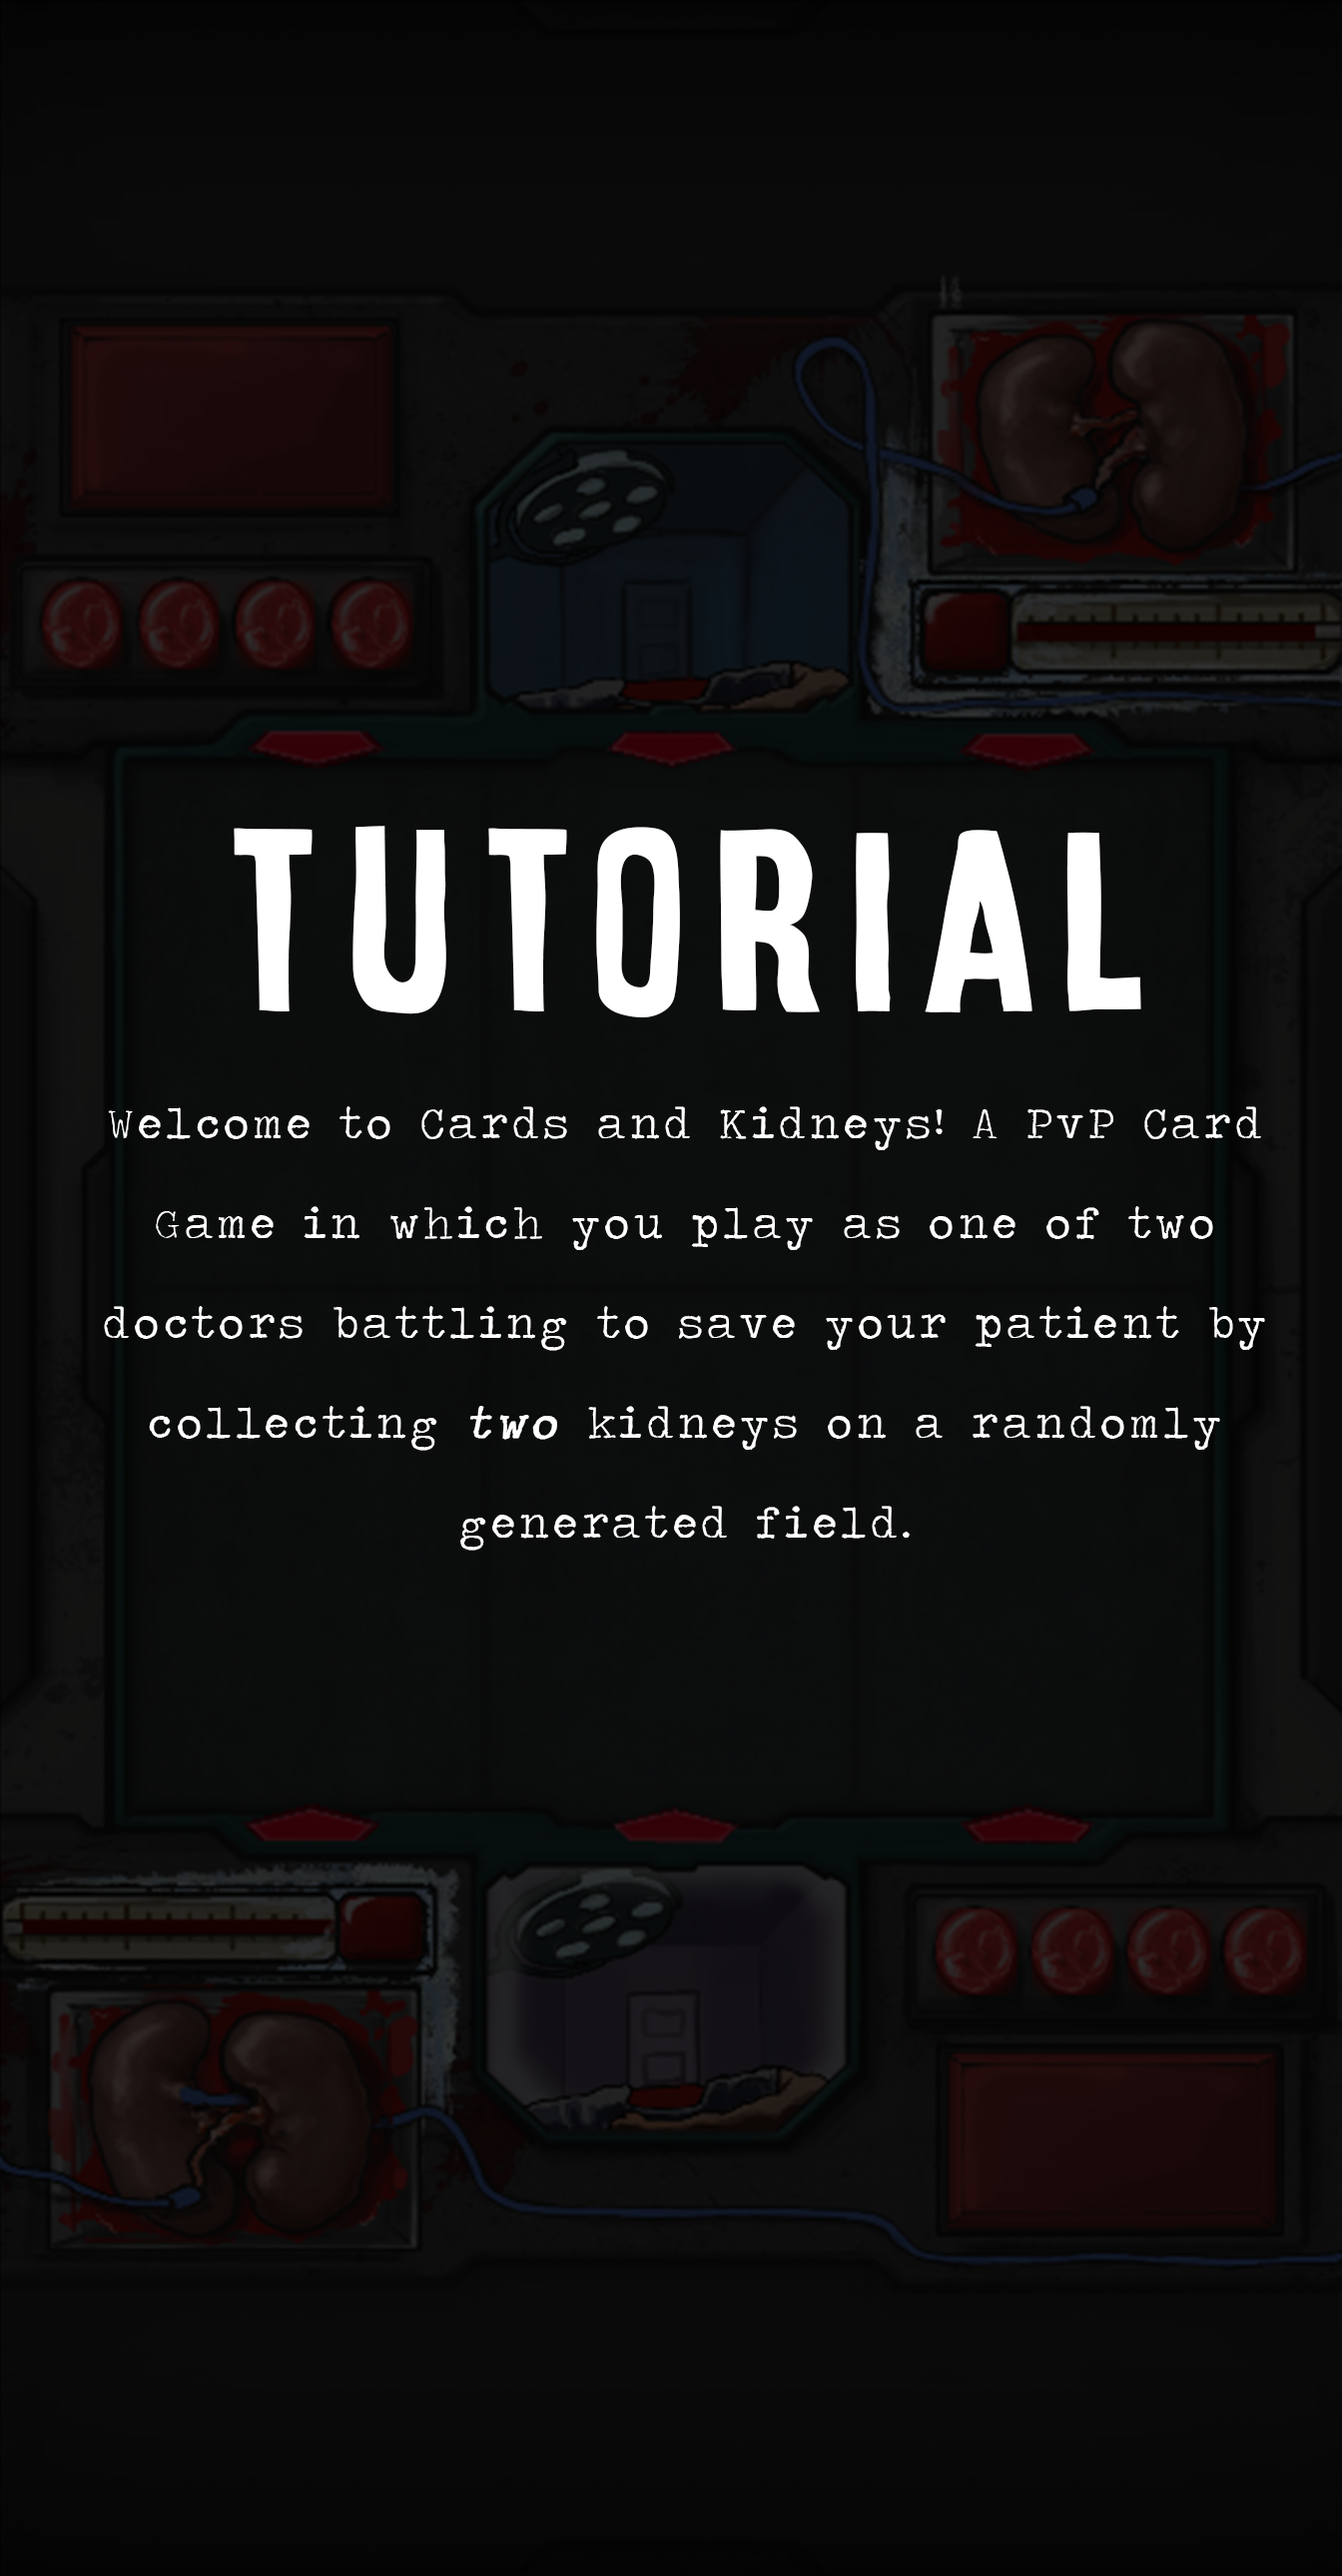 TUTORIAL
Welcome to Cards and Kidneys! A PvP Card
Game in which you play as one of two
doctors battling to save your patient by
collecting two kidneys on a randomly
generated field.